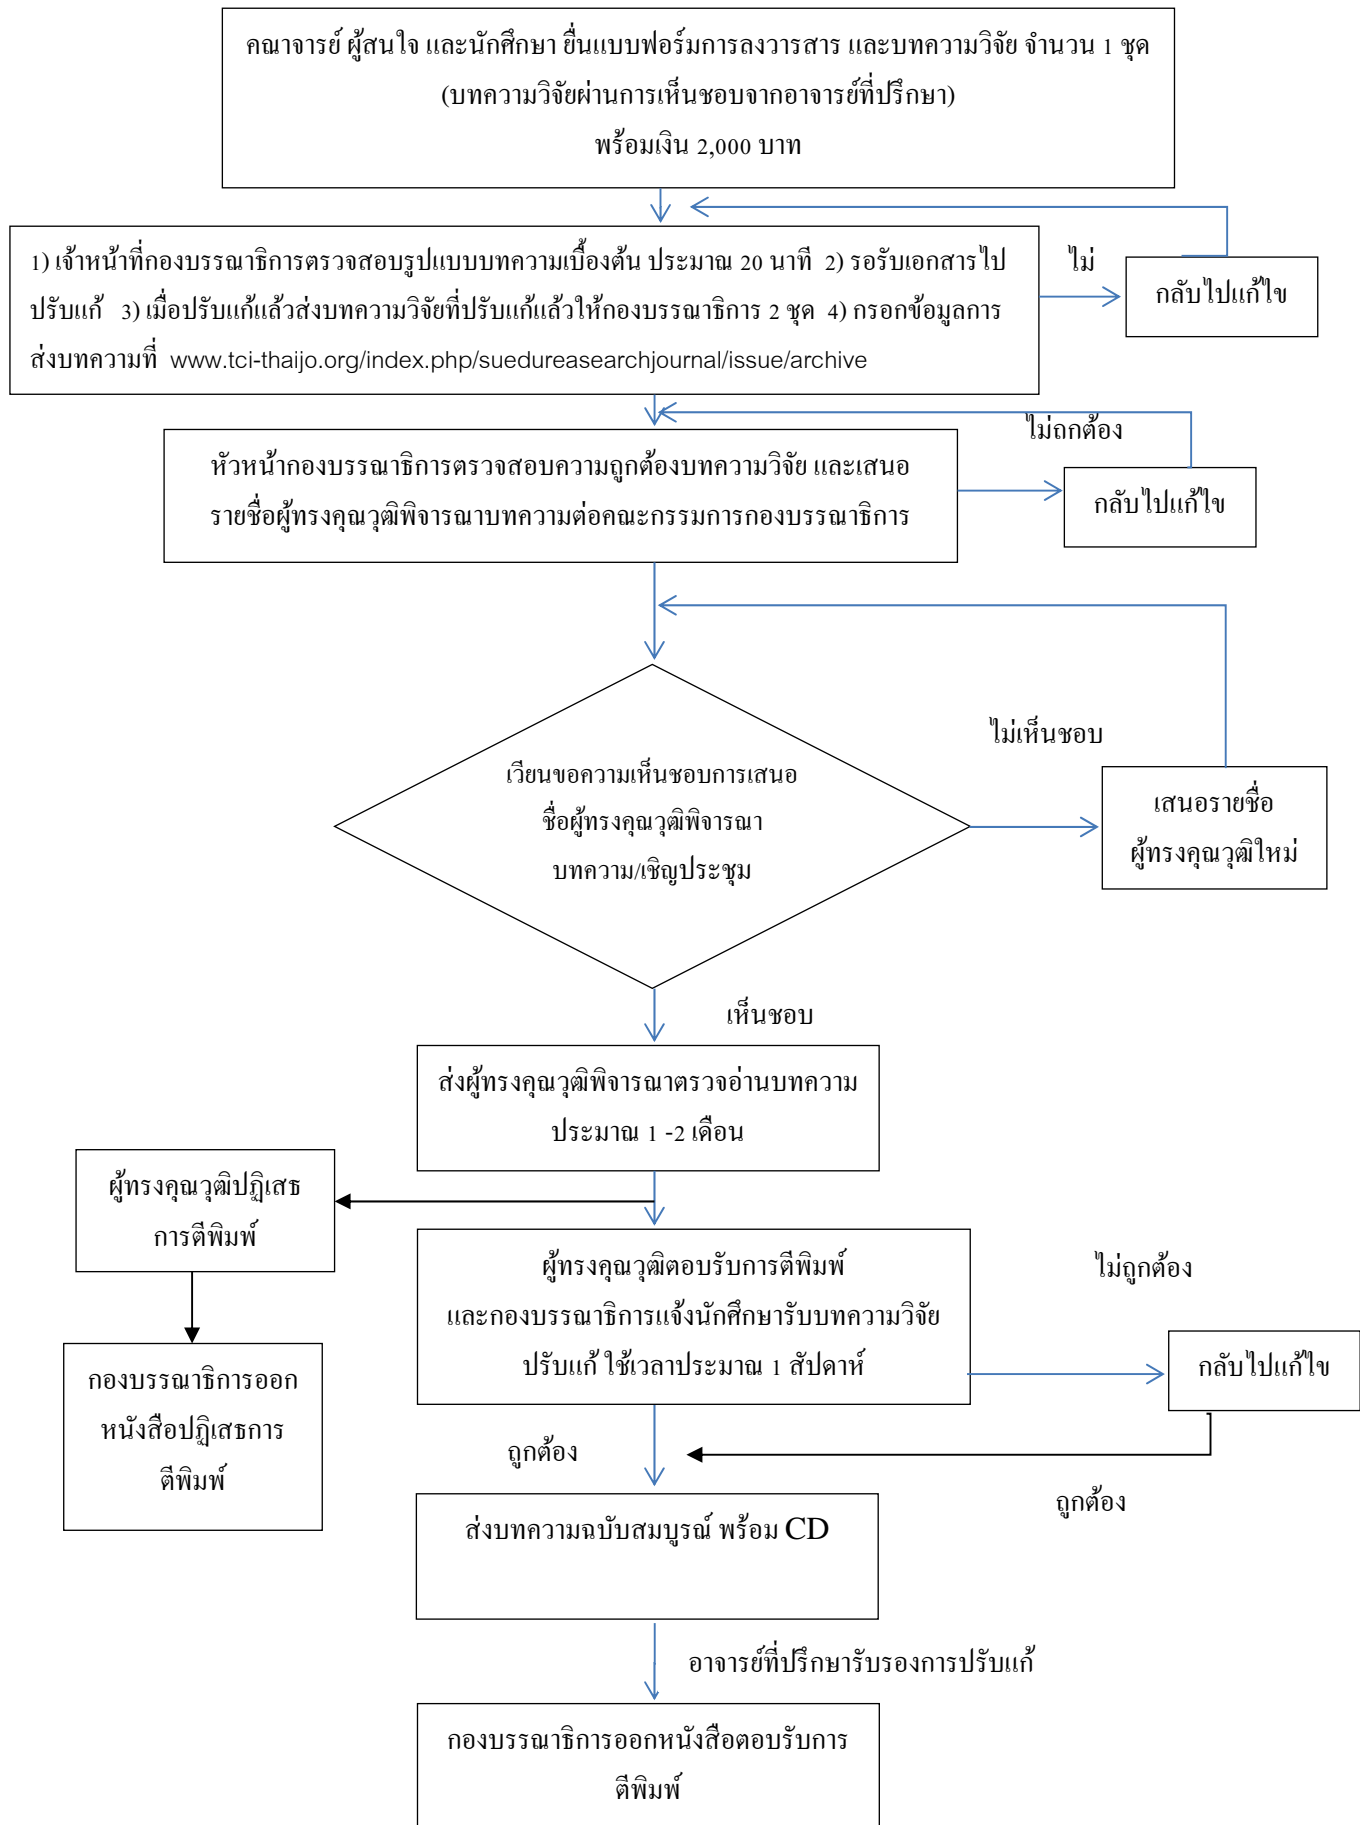 คณาจารย์ ผู้สนใจ และนักศึกษา ยื่นแบบฟอร์มการลงวารสาร และบทความวิจัย จำนวน 1 ชุด
(บทความวิจัยผ่านการเห็นชอบจากอาจารย์ที่ปรึกษา)
พร้อมเงิน 2,000 บาท
1) เจ้าหน้าที่กองบรรณาธิการตรวจสอบรูปแบบบทความเบื้องต้น ประมาณ 20 นาที 2) รอรับเอกสารไป
ปรับแก้ 3) เมื่อปรับแก้แล้วส่งบทความวิจัยที่ปรับแก้แล้วให้กองบรรณาธิการ 2 ชุด 4) กรอกข้อมูลการ
ส่งบทความที่ www.tci-thaijo.org/index.php/suedureasearchjournal/issue/archive
ไม่
กลับไปแก้ไข
ไม่ถกต้อง
หัวหน้ากองบรรณาธิการตรวจสอบความถูกต้องบทความวิจัย และเสนอ
รายชื่อผู้ทรงคุณวุฒิพิจารณาบทความต่อคณะกรรมการกองบรรณาธิการ
กลับไปแก้ไข
ไม่เห็นชอบ
เวียนขอความเห็นชอบการเสนอ
ชื่อผู้ทรงคุณวุฒิพิจารณา
บทความ/เชิญประชุม
เสนอรายชื่อ
ผู้ทรงคุณวุฒิใหม่
เห็นชอบ
ส่งผู้ทรงคุณวุฒิพิจารณาตรวจอ่านบทความ
ประมาณ 1 -2 เดือน
ผู้ทรงคุณวุฒิปฏิเสธ
การตีพิมพ์
ผู้ทรงคุณวุฒิตอบรับการตีพิมพ์
และกองบรรณาธิการแจ้งนักศึกษารับบทความวิจัย
ปรับแก้ ใช้เวลาประมาณ 1 สัปดาห์
ไม่ถูกต้อง
กลับไปแก้ไข
กองบรรณาธิการออก
หนังสือปฏิเสธการ
ตีพิมพ์
ถูกต้อง
ถูกต้อง
ส่งบทความฉบับสมบูรณ์ พร้อม CD
อาจารย์ที่ปรึกษารับรองการปรับแก้
กองบรรณาธิการออกหนังสือตอบรับการ
ตีพิมพ์